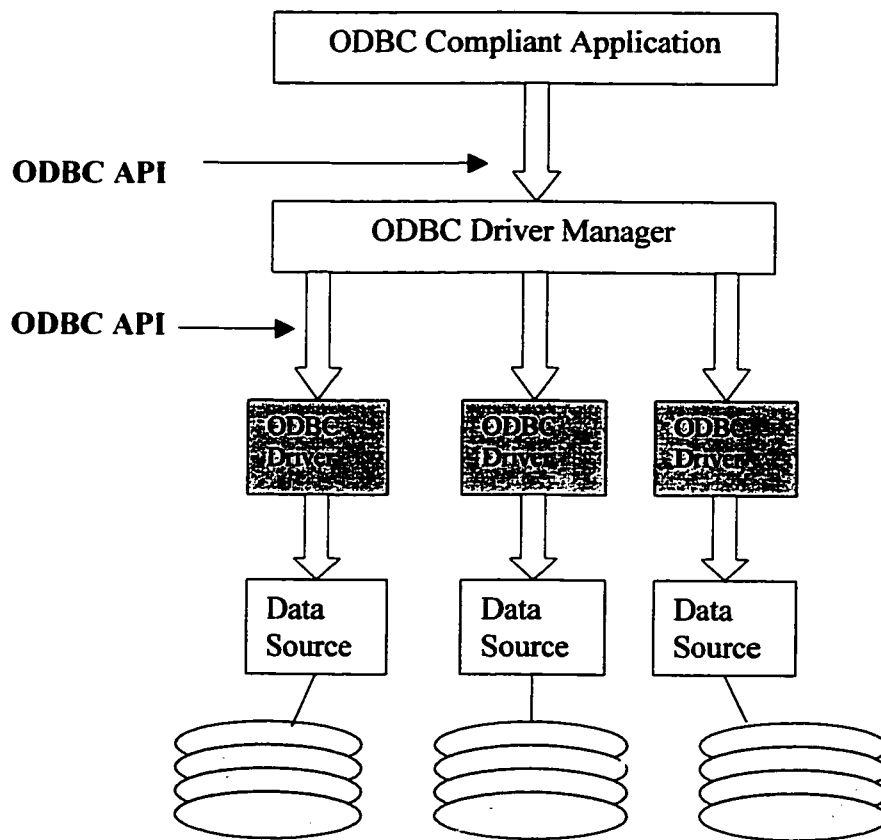 ODBC Compliant Application
ODBC API
ODBC Driver Manager
ODBC API
ODBC
Driver
ODBC
Driver
ODBC
Driver
Data
Source
Data
Source
Data
Source